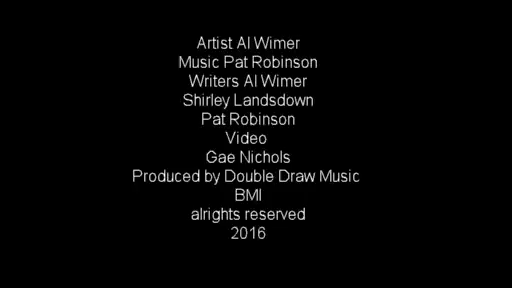 Artist Al Wimer
Music Pat Robinson
Writers Al Wimer
Shirley Landsdown
Pat Robinson
Video
Gae Nichols
Produced by Double Draw Music
BMI
alrights reserved
2016